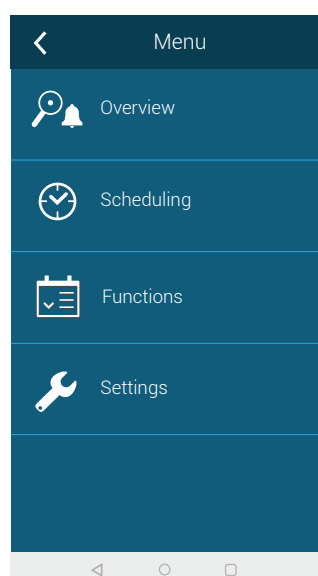 Menu
Overview
Scheduling
Functions
Settings